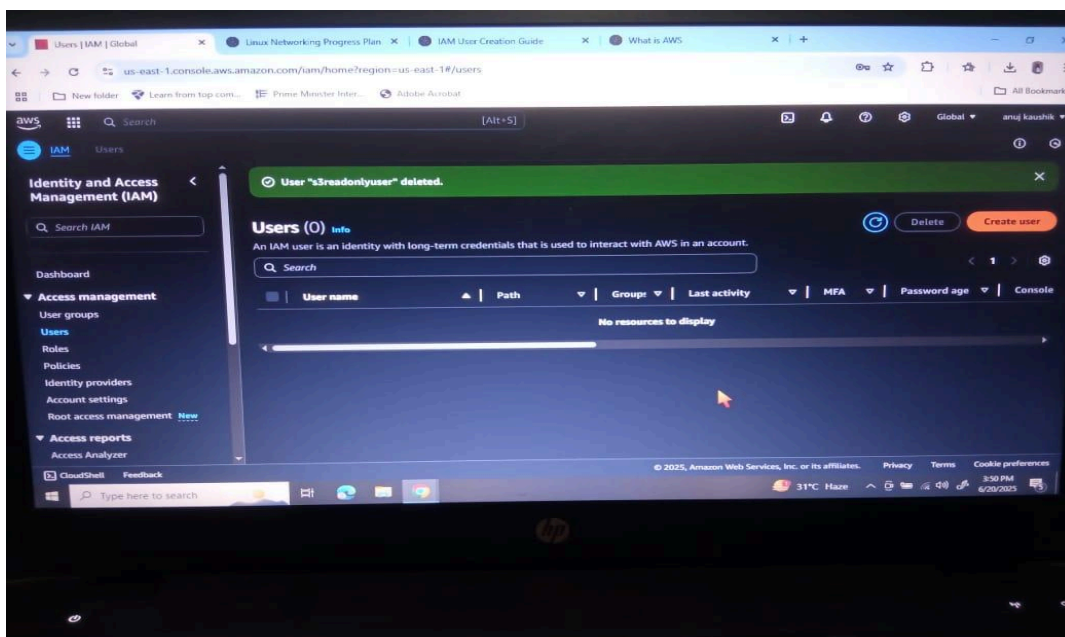 Users | IAM | Global
Linux Networking Progress Plan
IAM User Creation Guide
What is AWS
us-east-1.console.aws.amazon.com/iam/home?region=us-east-1#/users
New folder
Learn from top com...
Prime Minister Inter...
Adobe Acrobat
All Bookmark
aws
Search
[Alt+S]
Global
anuj kaushik
IAM
Users
Identity and Access
Management (IAM)
Search IAM
Dashboard
Access management
User groups
Users
Roles
Policies
Identity providers
Account settings
Root access management New
Access reports
Access Analyzer
User "s3readonlyuser" deleted.
Users (0) Info
Delete
Create user
An IAM user is an identity with long-term credentials that is used to interact with AWS in an account.
Search
1
User name
Path
Group:
Last activity
MFA
Password age
Console
No resources to display
CloudShell
Feedback
© 2025, Amazon Web Services, Inc. or its affiliates.
Privacy
Terms
Cookie preferences
Type here to search
31°C Haze
3:50 PM
6/20/2025
hp